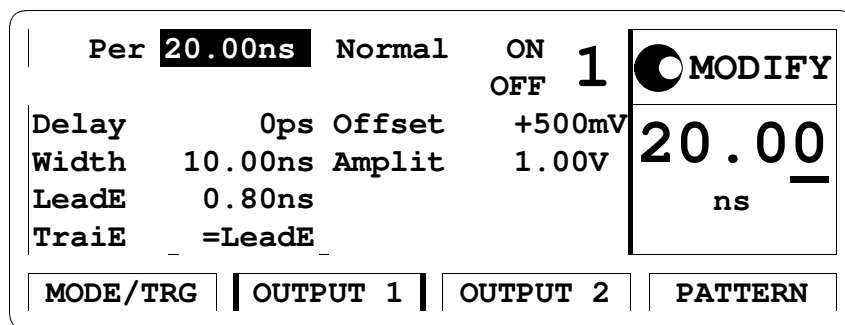 Per 20.00ns Normal ON 1 MODIFY
OFF
Delay 0ps Offset +500mV 20.00
Width 10.00ns Amplit 1.00V
LeadE 0.80ns ns
TraiE =LeadE
MODE/TRG OUTPUT 1 OUTPUT 2 PATTERN